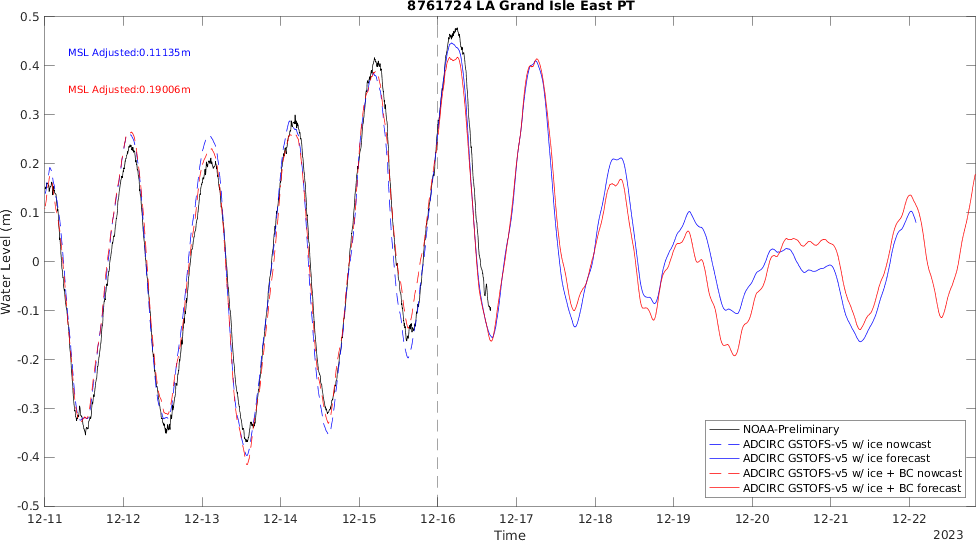 8761724 LA Grand Isle East PT
MSL Adjusted:0.11135m
MSL Adjusted:0.19006m
Water Level (m)
0.5
0.4
0.3
0.2
0.1
0
-0.1
-0.2
-0.3
-0.4
-0.5
NOAA-Preliminary
ADCIRC GSTOFS-v5 w/ ice nowcast
ADCIRC GSTOFS-v5 w/ ice forecast
ADCIRC GSTOFS-v5 w/ ice + BC nowcast
ADCIRC GSTOFS-v5 w/ ice + BC forecast
12-11 12-12 12-13 12-14 12-15 12-16 12-17 12-18 12-19 12-20 12-21 12-22
Time
2023